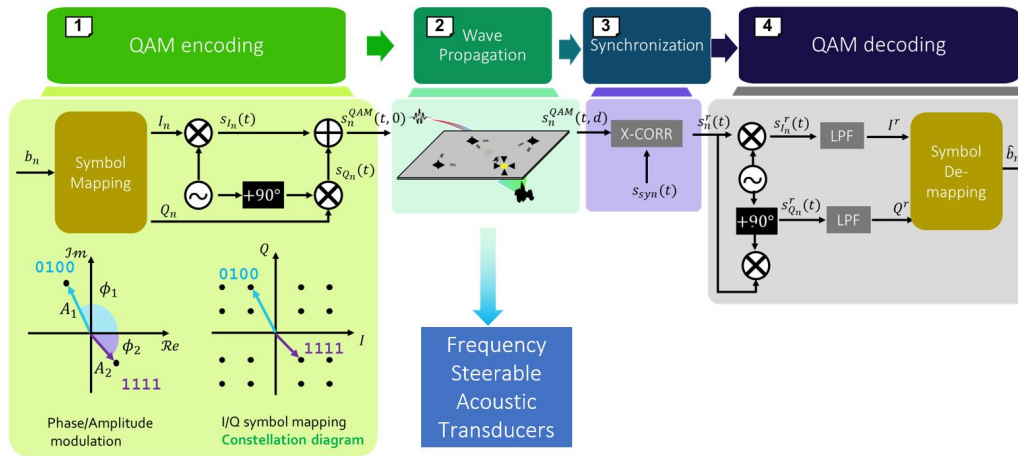 1
QAM encoding
2
Wave
Propagation
3
Synchronization
4
QAM decoding
b_n
Symbol
Mapping
I_n
s_{I_n}(t)
s_n^{QAM}(t,0)
+90°
s_{Q_n}(t)
Q_n
s_n^{QAM}(t,d)
X-CORR
s_{syn}(t)
s_n^r(t)
s_{I_n}^r(t)
LPF
I^r
+90°
s_{Q_n}^r(t)
LPF
Q^r
Symbol
De-
mapping
b̂_n
ℐm
0100
ϕ_1
A_1
ℛe
ϕ_2
A_2
1111
Q
0100
I
1111
Phase/Amplitude
modulation
I/Q symbol mapping
Constellation diagram
Frequency
Steerable
Acoustic
Transducers